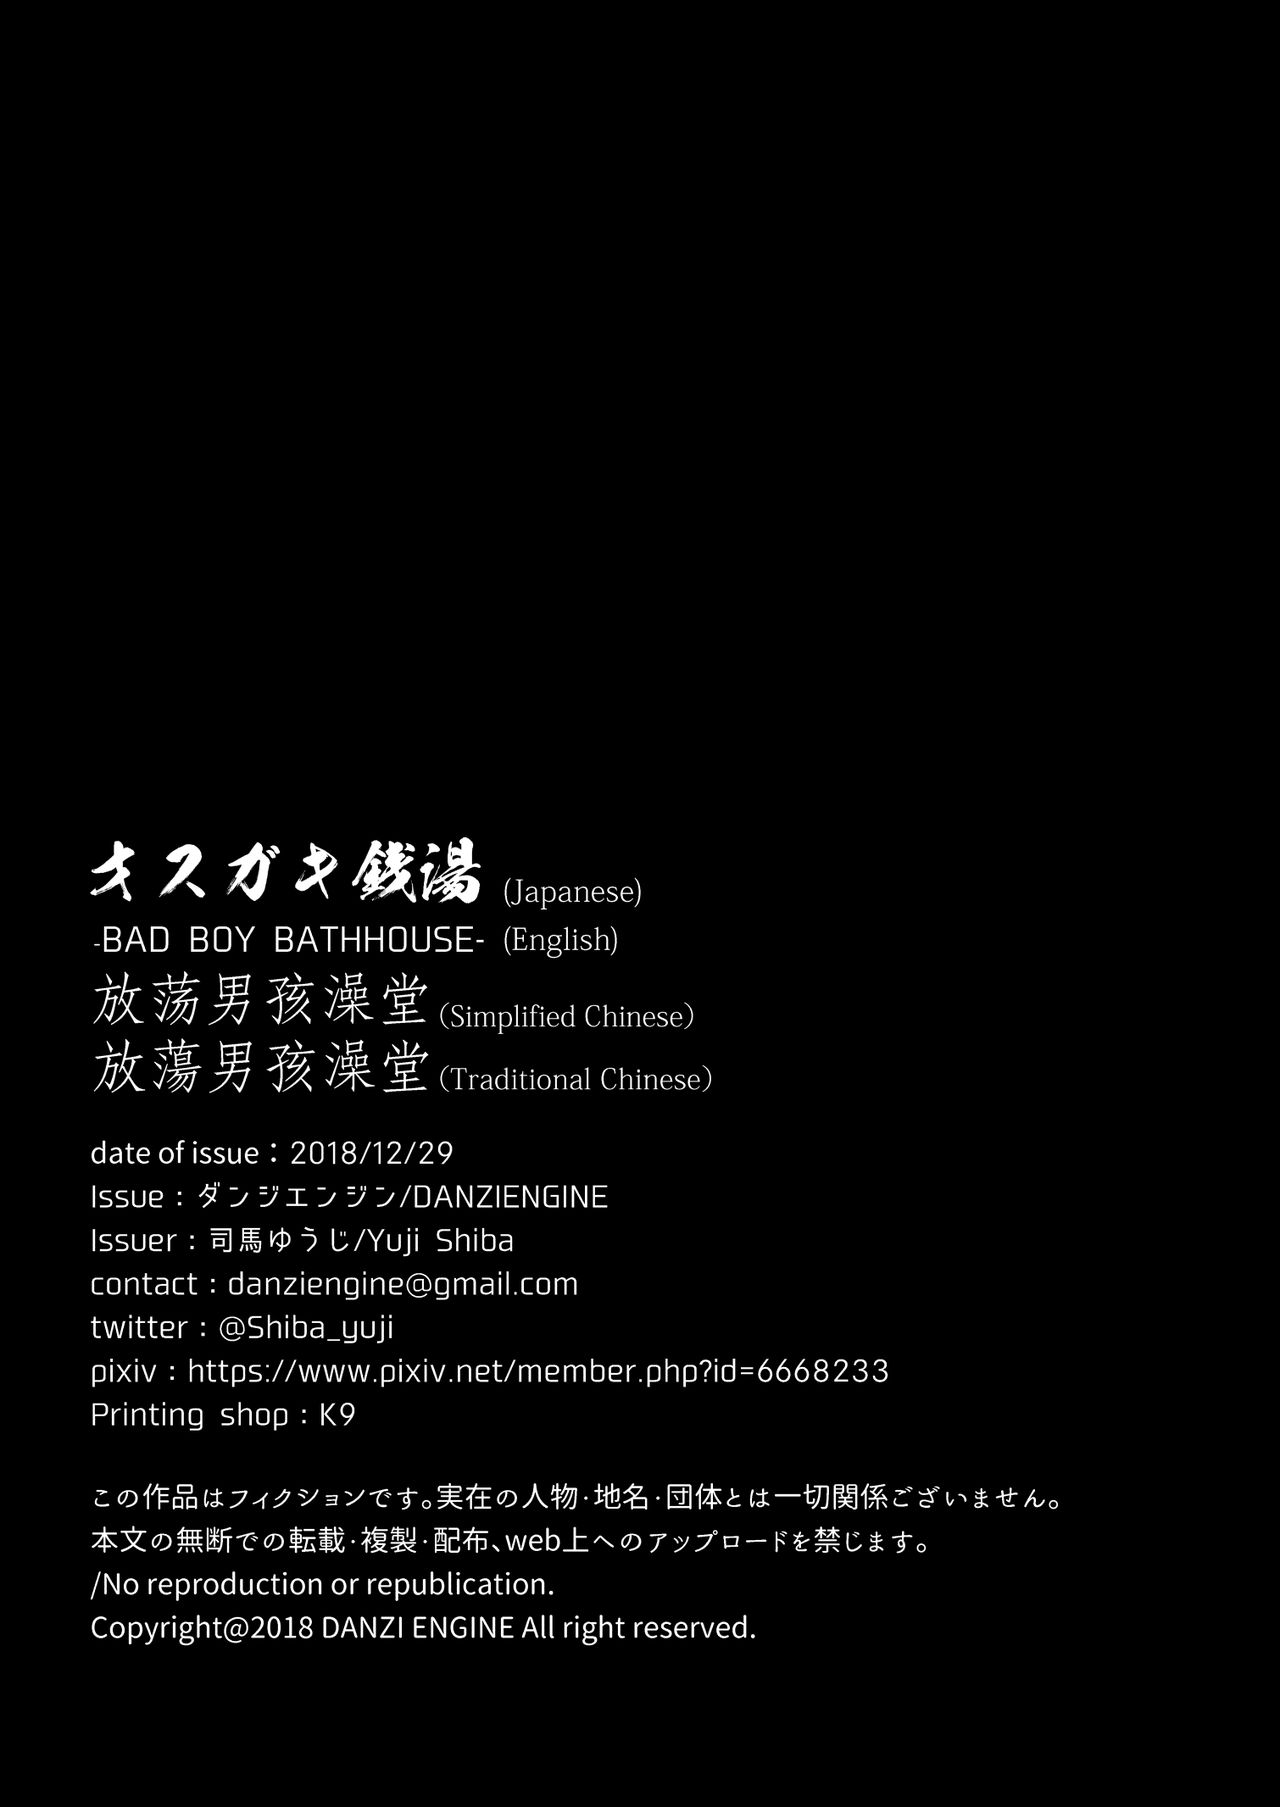 オスガキ銭湯 (Japanese)
-BAD BOY BATHHOUSE- (English)
放荡男孩澡堂(Simplified Chinese)
放蕩男孩澡堂(Traditional Chinese)
date of issue：2018/12/29
Issue：ダンジエンジン/DANZIENGINE
Issuer：司馬ゆうじ/Yuji Shiba
contact：danziengine@gmail.com
twitter：@Shiba_yuji
pixiv：https://www.pixiv.net/member.php?id=6668233
Printing shop：K9
この作品はフィクションです。実在の人物·地名·団体とは一切関係ございません。
本文の無断での転載·複製·配布、web上へのアップロードを禁じます。
/No reproduction or republication.
Copyright@2018 DANZI ENGINE All right reserved.